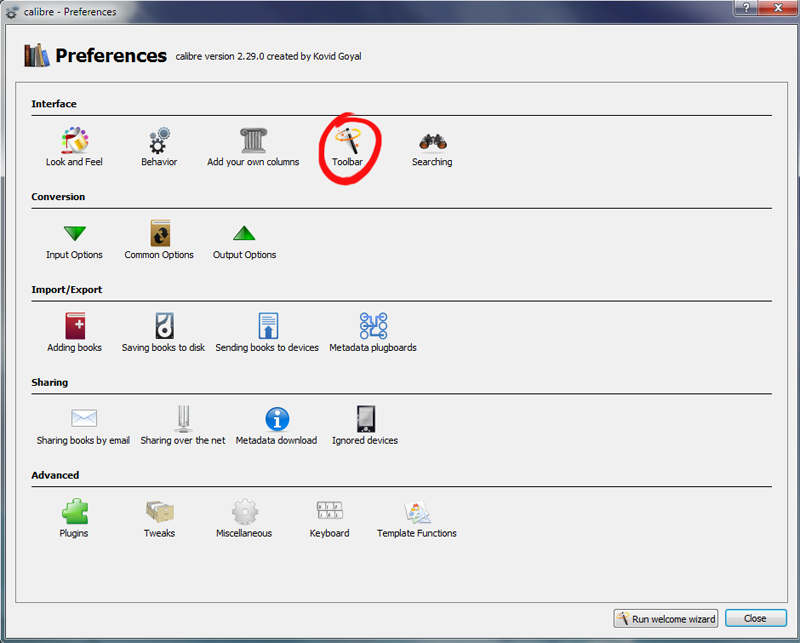 calibre - Preferences
Preferences calibre version 2.29.0 created by Kovid Goyal
Interface
Look and Feel Behavior Add your own columns Toolbar Searching
Conversion
Input Options Common Options Output Options
Import/Export
Adding books Saving books to disk Sending books to devices Metadata plugboards
Sharing
Sharing books by email Sharing over the net Metadata download Ignored devices
Advanced
Plugins Tweaks Miscellaneous Keyboard Template Functions
Run welcome wizard Close